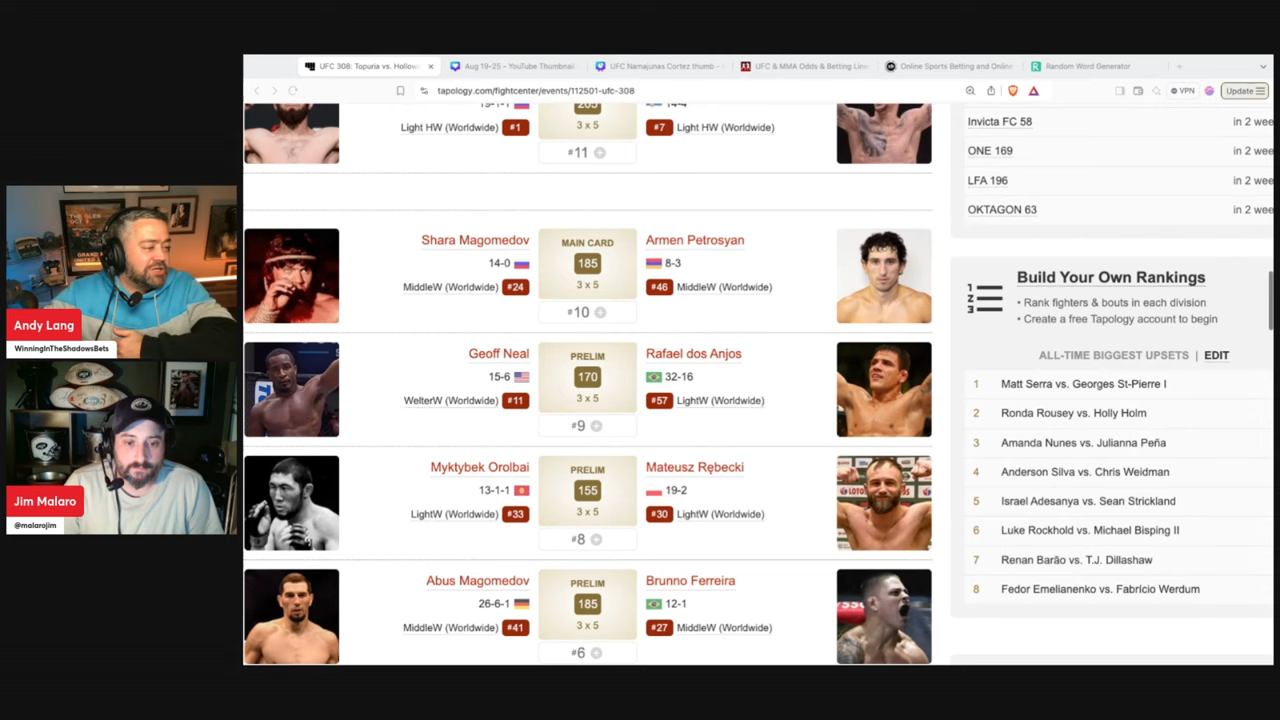 UFC 308: Topuria vs. Hollow
Aug 19-25 - YouTube Thumbnail
UFC Namajunas Cortez thumb -
UFC & MMA Odds & Betting Line
Online Sports Betting and Online
Random Word Generator
tapology.com/fightcenter/events/112501-ufc-308
VPN
Update
Light HW (Worldwide) #1
3 x 5
#7 Light HW (Worldwide)
#11
Shara Magomedov
MAIN CARD
Armen Petrosyan
14-0
185
8-3
MiddleW (Worldwide) #24
3 x 5
#46 MiddleW (Worldwide)
#10
Geoff Neal
PRELIM
Rafael dos Anjos
15-6
170
32-16
WelterW (Worldwide) #11
3 x 5
#57 LightW (Worldwide)
#9
Myktybek Orolbai
PRELIM
Mateusz Rębecki
13-1-1
155
19-2
LightW (Worldwide) #33
3 x 5
#30 LightW (Worldwide)
#8
Abus Magomedov
PRELIM
Brunno Ferreira
26-6-1
185
12-1
MiddleW (Worldwide) #41
3 x 5
#27 MiddleW (Worldwide)
#6
Invicta FC 58 in 2 wee
ONE 169 in 2 wee
LFA 196 in 2 wee
OKTAGON 63 in 2 wee
Build Your Own Rankings
• Rank fighters & bouts in each division
• Create a free Tapology account to begin
ALL-TIME BIGGEST UPSETS | EDIT
1 Matt Serra vs. Georges St-Pierre I
2 Ronda Rousey vs. Holly Holm
3 Amanda Nunes vs. Julianna Peña
4 Anderson Silva vs. Chris Weidman
5 Israel Adesanya vs. Sean Strickland
6 Luke Rockhold vs. Michael Bisping II
7 Renan Barão vs. T.J. Dillashaw
8 Fedor Emelianenko vs. Fabrício Werdum
Andy Lang
WinningInTheShadowsBets
Jim Malaro
@malarojim